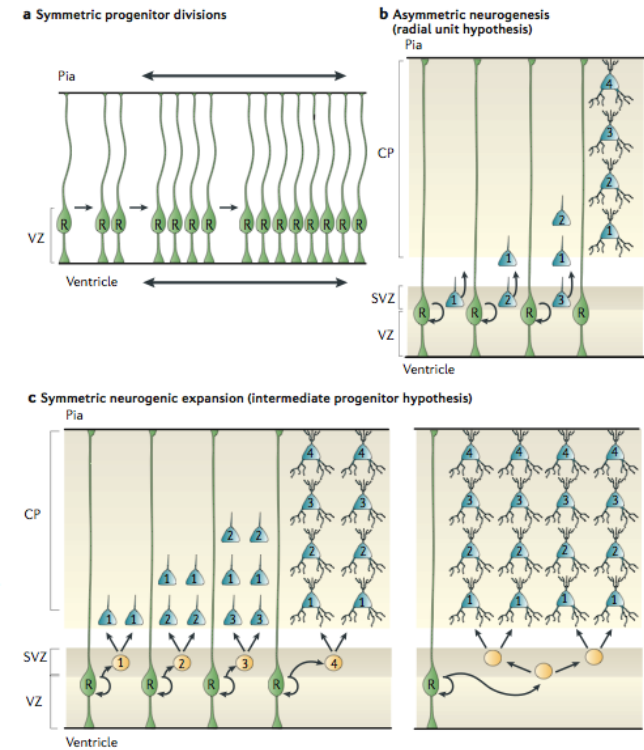 a Symmetric progenitor divisions
Pia
R R R R R R R R R R R R R R R
VZ
Ventricle
b Asymmetric neurogenesis
(radial unit hypothesis)
Pia
4
CP
3
2 2
1 1 1
SVZ
1 2 3
R R R R
VZ
Ventricle
c Symmetric neurogenic expansion (intermediate progenitor hypothesis)
Pia
4 4 4 4 4 4
CP
3 3 3 3 3 3
2 2
1 1 1 1 2 2 2 2 2 2
1 1 2 2 3 3 1 1 1 1 1 1
SVZ
1 2 3 4
R R R R R
VZ
Ventricle